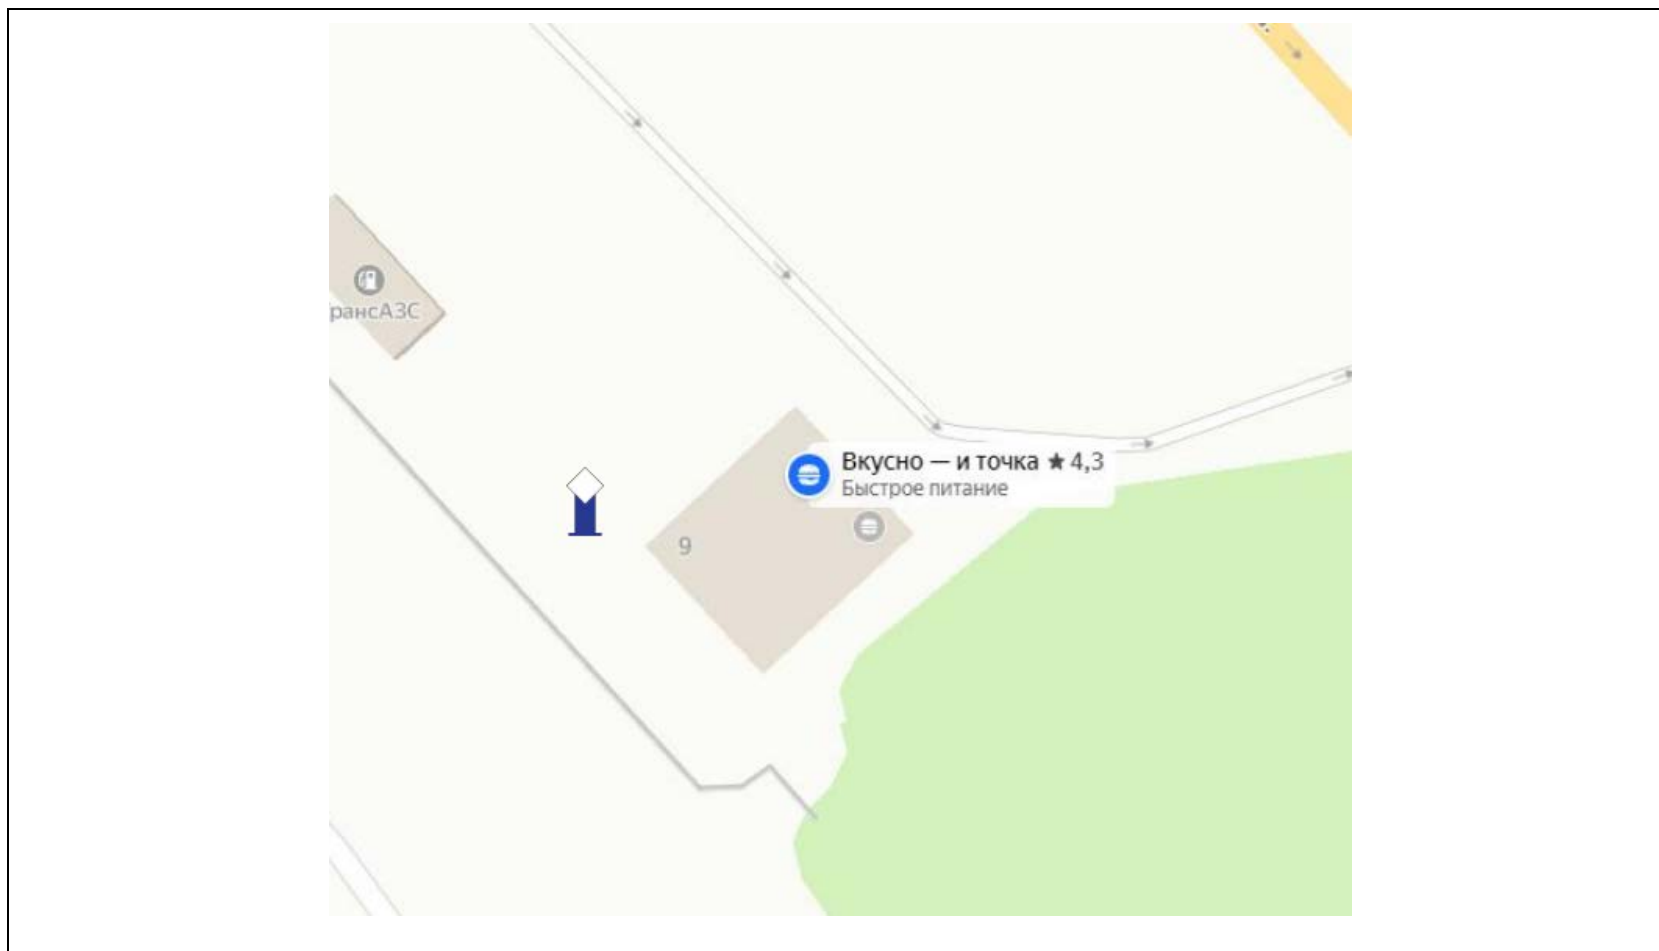 рансАЗС
Вкусно — и точка ★ 4,3
Быстрое питание
9